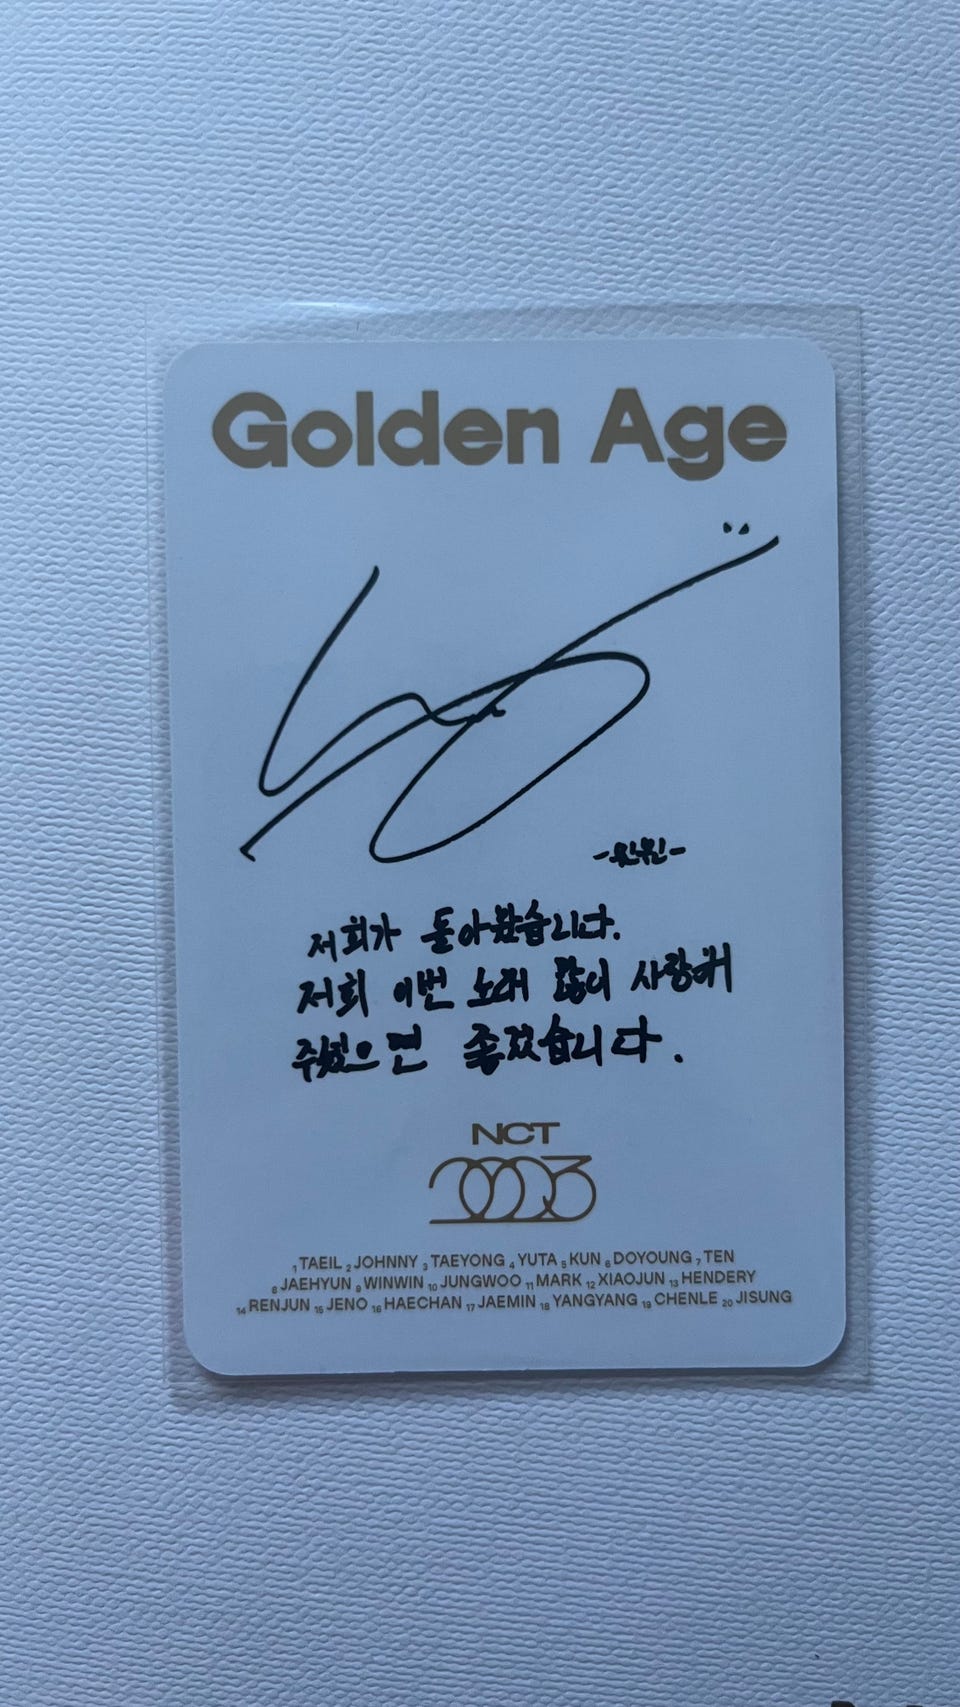 Golden Age
저희가 돌아왔습니다.
저희 이번 노래 많이 사랑해
주셨으면 좋겠습니다.
NCT
2023
1 TAEIL 2 JOHNNY 3 TAEYONG 4 YUTA 5 KUN 6 DOYOUNG 7 TEN
8 JAEHYUN 9 WINWIN 10 JUNGWOO 11 MARK 12 XIAOJUN 13 HENDERY
14 RENJUN 15 JENO 16 HAECHAN 17 JAEMIN 18 YANGYANG 19 CHENLE 20 JISUNG